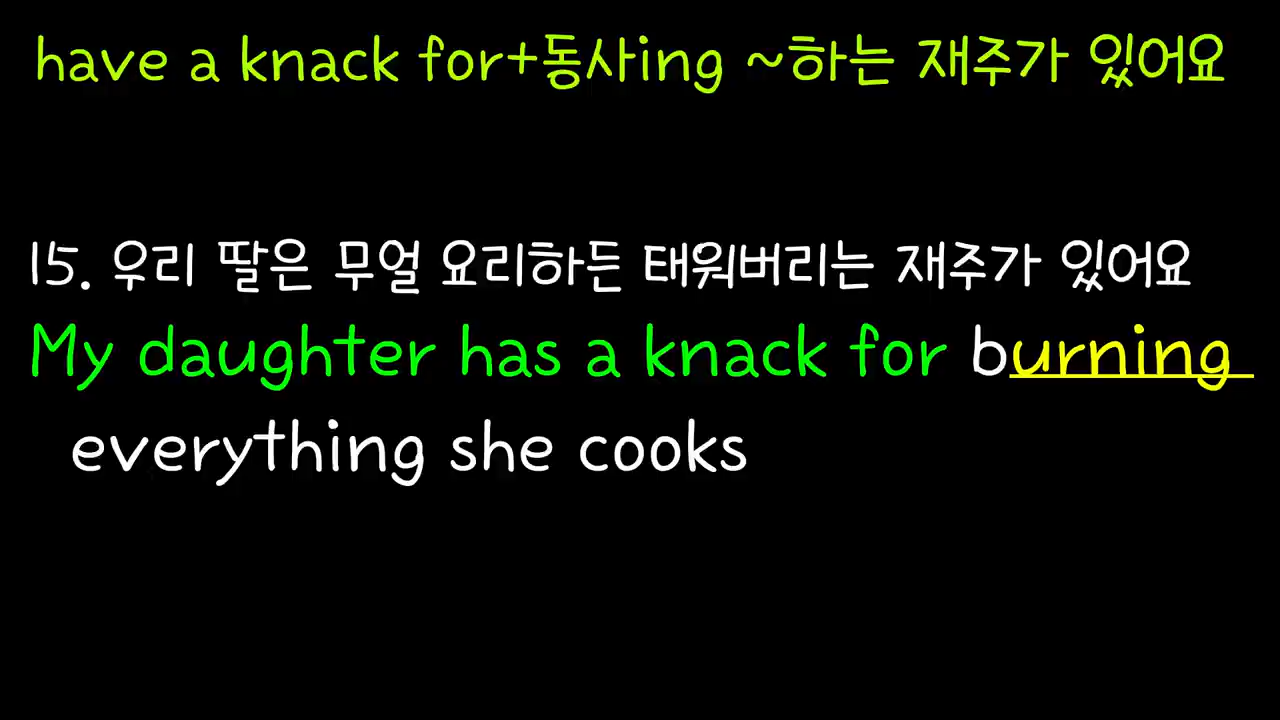 have a knack for+동사ing ~하는 재주가 있어요
15. 우리 딸은 무얼 요리하든 태워버리는 재주가 있어요
My daughter has a knack for burning
everything she cooks